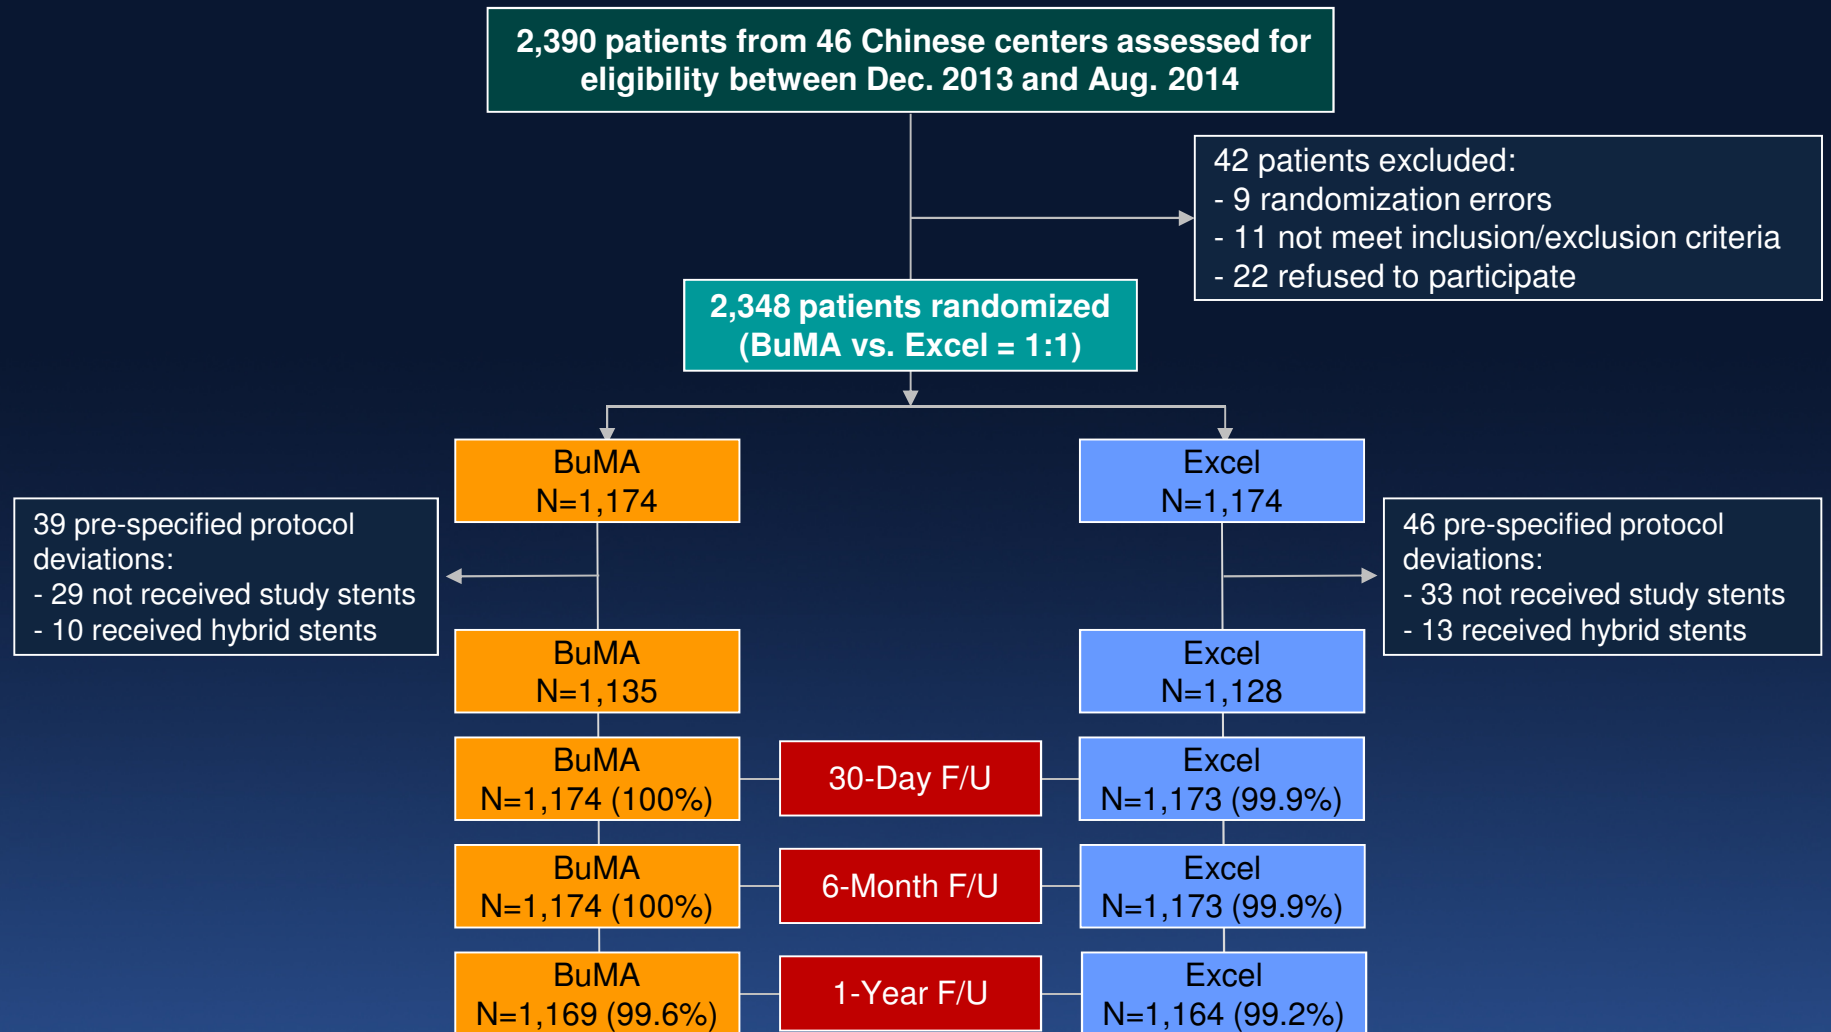 2,390 patients from 46 Chinese centers assessed for
eligibility between Dec. 2013 and Aug. 2014
42 patients excluded:
- 9 randomization errors
- 11 not meet inclusion/exclusion criteria
- 22 refused to participate
2,348 patients randomized
(BuMA vs. Excel = 1:1)
BuMA
N=1,174
Excel
N=1,174
39 pre-specified protocol
deviations:
- 29 not received study stents
- 10 received hybrid stents
46 pre-specified protocol
deviations:
- 33 not received study stents
- 13 received hybrid stents
BuMA
N=1,135
Excel
N=1,128
BuMA
N=1,174 (100%)
30-Day F/U
Excel
N=1,173 (99.9%)
BuMA
N=1,174 (100%)
6-Month F/U
Excel
N=1,173 (99.9%)
BuMA
N=1,169 (99.6%)
1-Year F/U
Excel
N=1,164 (99.2%)